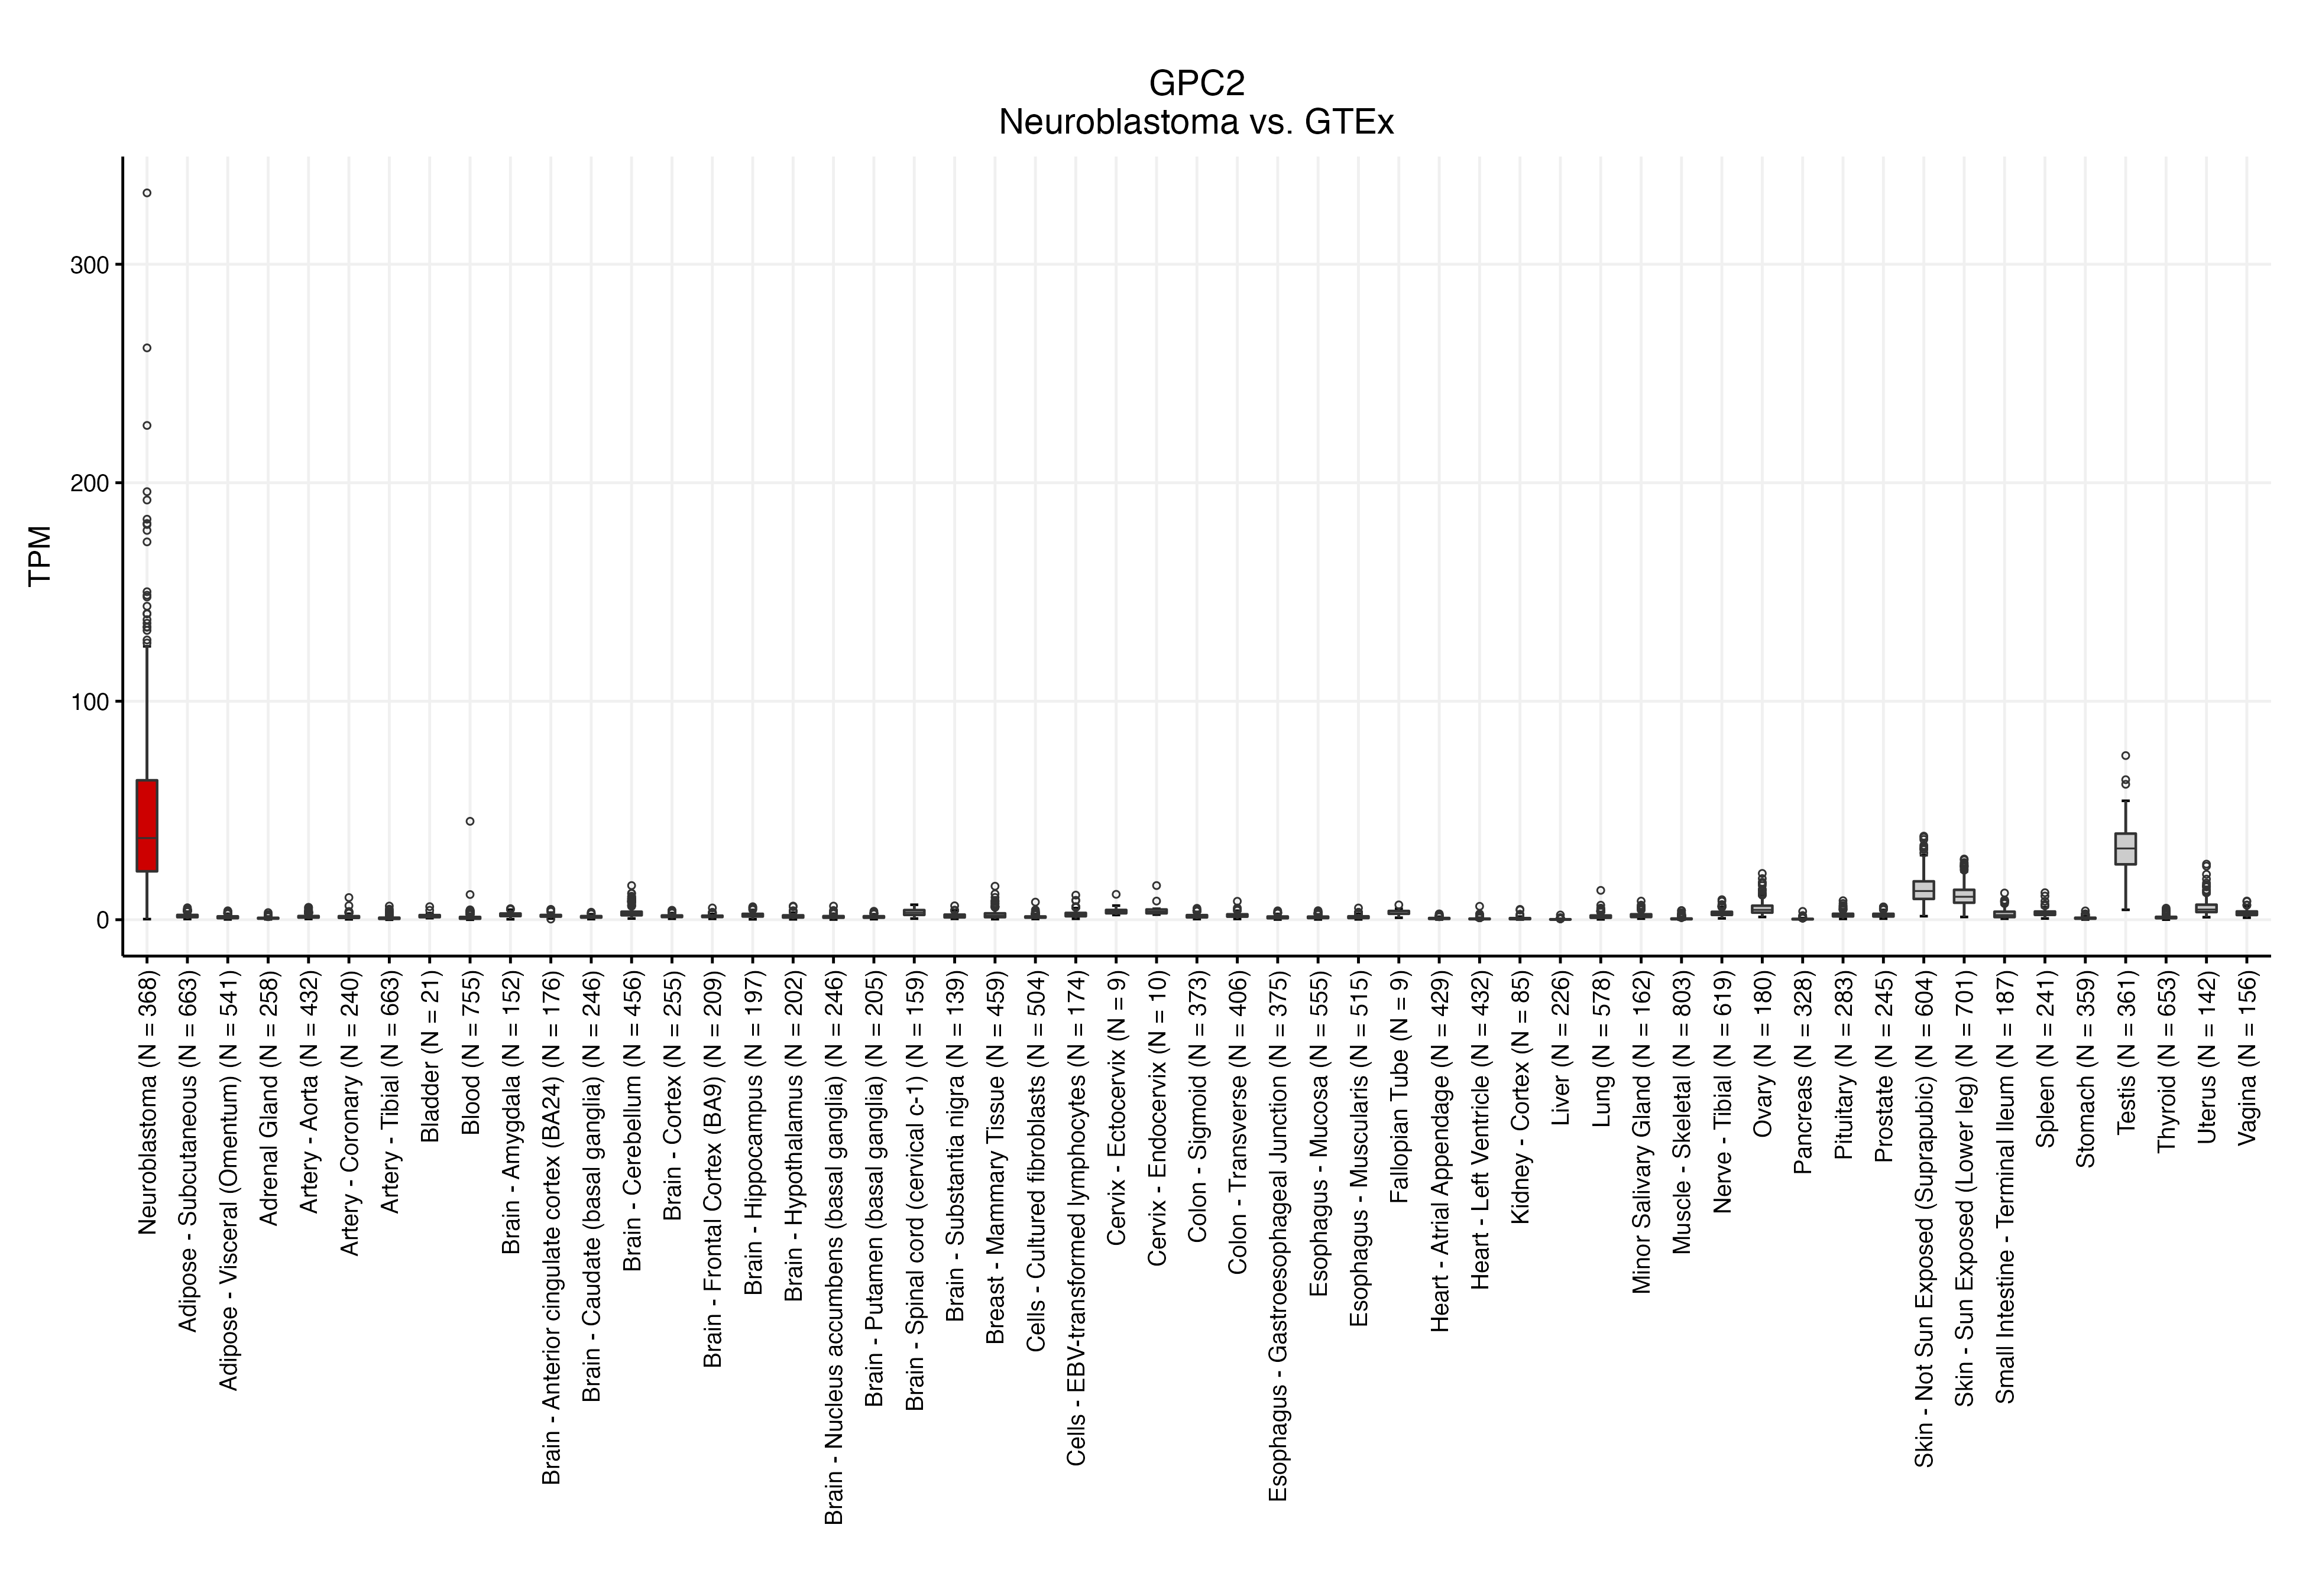 GPC2
Neuroblastoma vs. GTEx
TPM
300
200
100
0
Neuroblastoma (N = 368)
Adipose - Subcutaneous (N = 663)
Adipose - Visceral (Omentum) (N = 541)
Adrenal Gland (N = 258)
Artery - Aorta (N = 432)
Artery - Coronary (N = 240)
Artery - Tibial (N = 663)
Bladder (N = 21)
Blood (N = 755)
Brain - Amygdala (N = 152)
Brain - Anterior cingulate cortex (BA24) (N = 176)
Brain - Caudate (basal ganglia) (N = 246)
Brain - Cerebellum (N = 456)
Brain - Cortex (N = 255)
Brain - Frontal Cortex (BA9) (N = 209)
Brain - Hippocampus (N = 197)
Brain - Hypothalamus (N = 202)
Brain - Nucleus accumbens (basal ganglia) (N = 246)
Brain - Putamen (basal ganglia) (N = 205)
Brain - Spinal cord (cervical c-1) (N = 159)
Brain - Substantia nigra (N = 139)
Breast - Mammary Tissue (N = 459)
Cells - Cultured fibroblasts (N = 504)
Cells - EBV-transformed lymphocytes (N = 174)
Cervix - Ectocervix (N = 9)
Cervix - Endocervix (N = 10)
Colon - Sigmoid (N = 373)
Colon - Transverse (N = 406)
Esophagus - Gastroesophageal Junction (N = 375)
Esophagus - Mucosa (N = 555)
Esophagus - Muscularis (N = 515)
Fallopian Tube (N = 9)
Heart - Atrial Appendage (N = 429)
Heart - Left Ventricle (N = 432)
Kidney - Cortex (N = 85)
Liver (N = 226)
Lung (N = 578)
Minor Salivary Gland (N = 162)
Muscle - Skeletal (N = 803)
Nerve - Tibial (N = 619)
Ovary (N = 180)
Pancreas (N = 328)
Pituitary (N = 283)
Prostate (N = 245)
Skin - Not Sun Exposed (Suprapubic) (N = 604)
Skin - Sun Exposed (Lower leg) (N = 701)
Small Intestine - Terminal Ileum (N = 187)
Spleen (N = 241)
Stomach (N = 359)
Testis (N = 361)
Thyroid (N = 653)
Uterus (N = 142)
Vagina (N = 156)